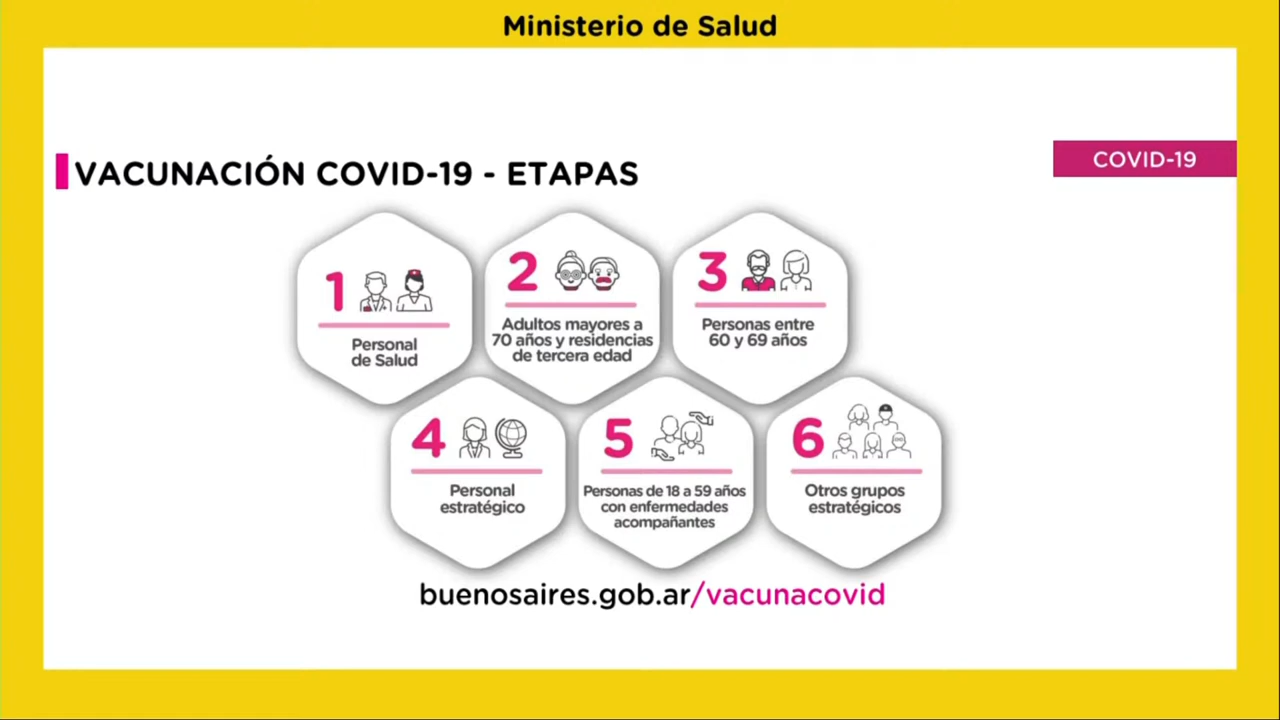 Ministerio de Salud
VACUNACIÓN COVID-19 - ETAPAS
COVID-19
1
Personal
de Salud
2
Adultos mayores a
70 años y residencias
de tercera edad
3
Personas entre
60 y 69 años
4
Personal
estratégico
5
Personas de 18 a 59 años
con enfermedades
acompañantes
6
Otros grupos
estratégicos
buenosaires.gob.ar/vacunacovid